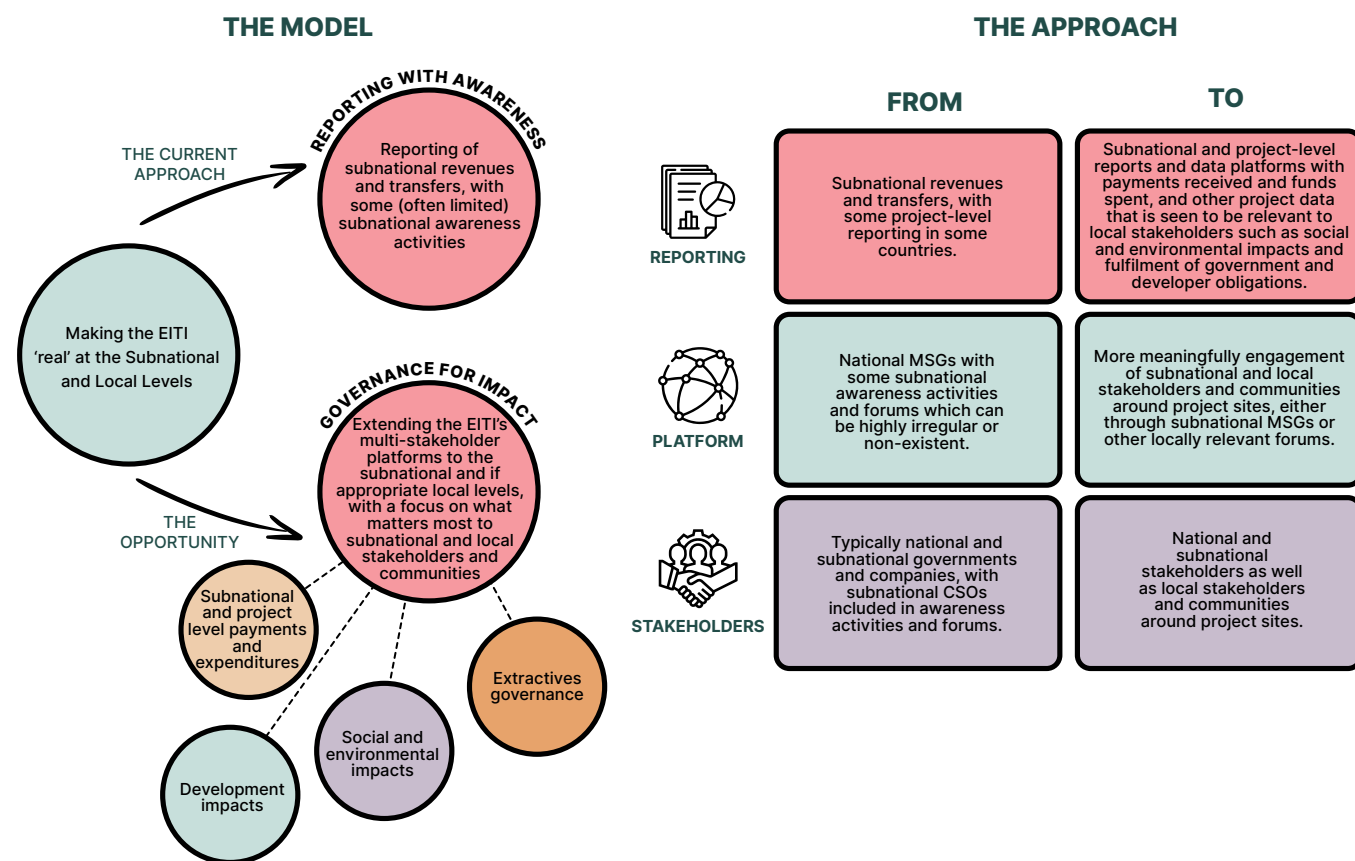 THE MODEL
REPORTING WITH AWARENESS
Reporting of
subnational revenues
and transfers, with
some (often limited)
subnational awareness
activities
THE CURRENT
APPROACH
Making the EITI
‘real’ at the Subnational
and Local Levels
GOVERNANCE FOR IMPACT
Extending the EITI’s
multi-stakeholder
platforms to the
subnational and if
appropriate local levels,
with a focus on what
matters most to
subnational and local
stakeholders and
communities
THE
OPPORTUNITY
Subnational
and project
level payments
and
expenditures
Development
impacts
Social and
environmental
impacts
Extractives
governance
THE APPROACH
FROM
TO
REPORTING
Subnational revenues
and transfers, with
some project-level
reporting in some
countries.
Subnational and project-level
reports and data platforms with
payments received and funds
spent, and other project data
that is seen to be relevant to
local stakeholders such as social
and environmental impacts and
fulfilment of government and
developer obligations.
PLATFORM
National MSGs with
some subnational
awareness activities
and forums which can
be highly irregular or
non-existent.
More meaningfully engagement
of subnational and local
stakeholders and communities
around project sites, either
through subnational MSGs or
other locally relevant forums.
STAKEHOLDERS
Typically national and
subnational governments
and companies, with
subnational CSOs
included in awareness
activities and forums.
National and
subnational
stakeholders as well
as local stakeholders
and communities
around project sites.